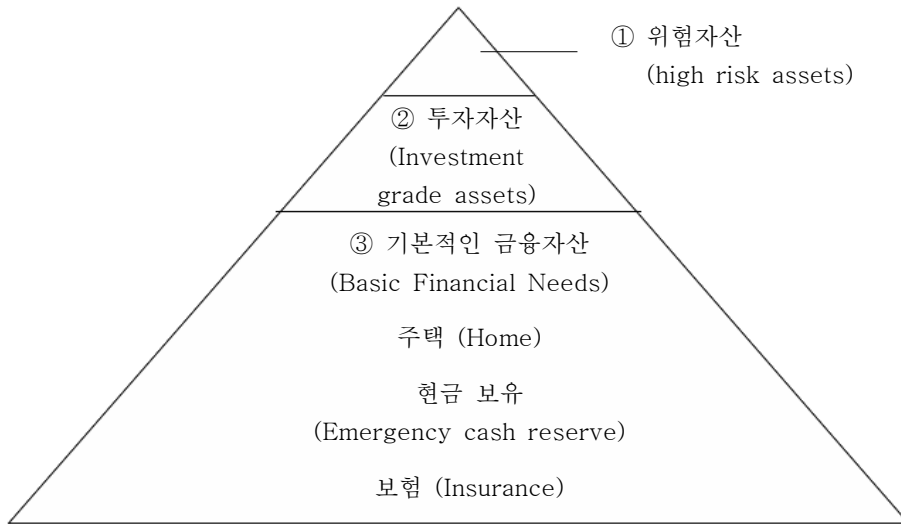 ① 위험자산
(high risk assets)
② 투자자산
(Investment
grade assets)
③ 기본적인 금융자산
(Basic Financial Needs)
주택 (Home)
현금 보유
(Emergency cash reserve)
보험 (Insurance)